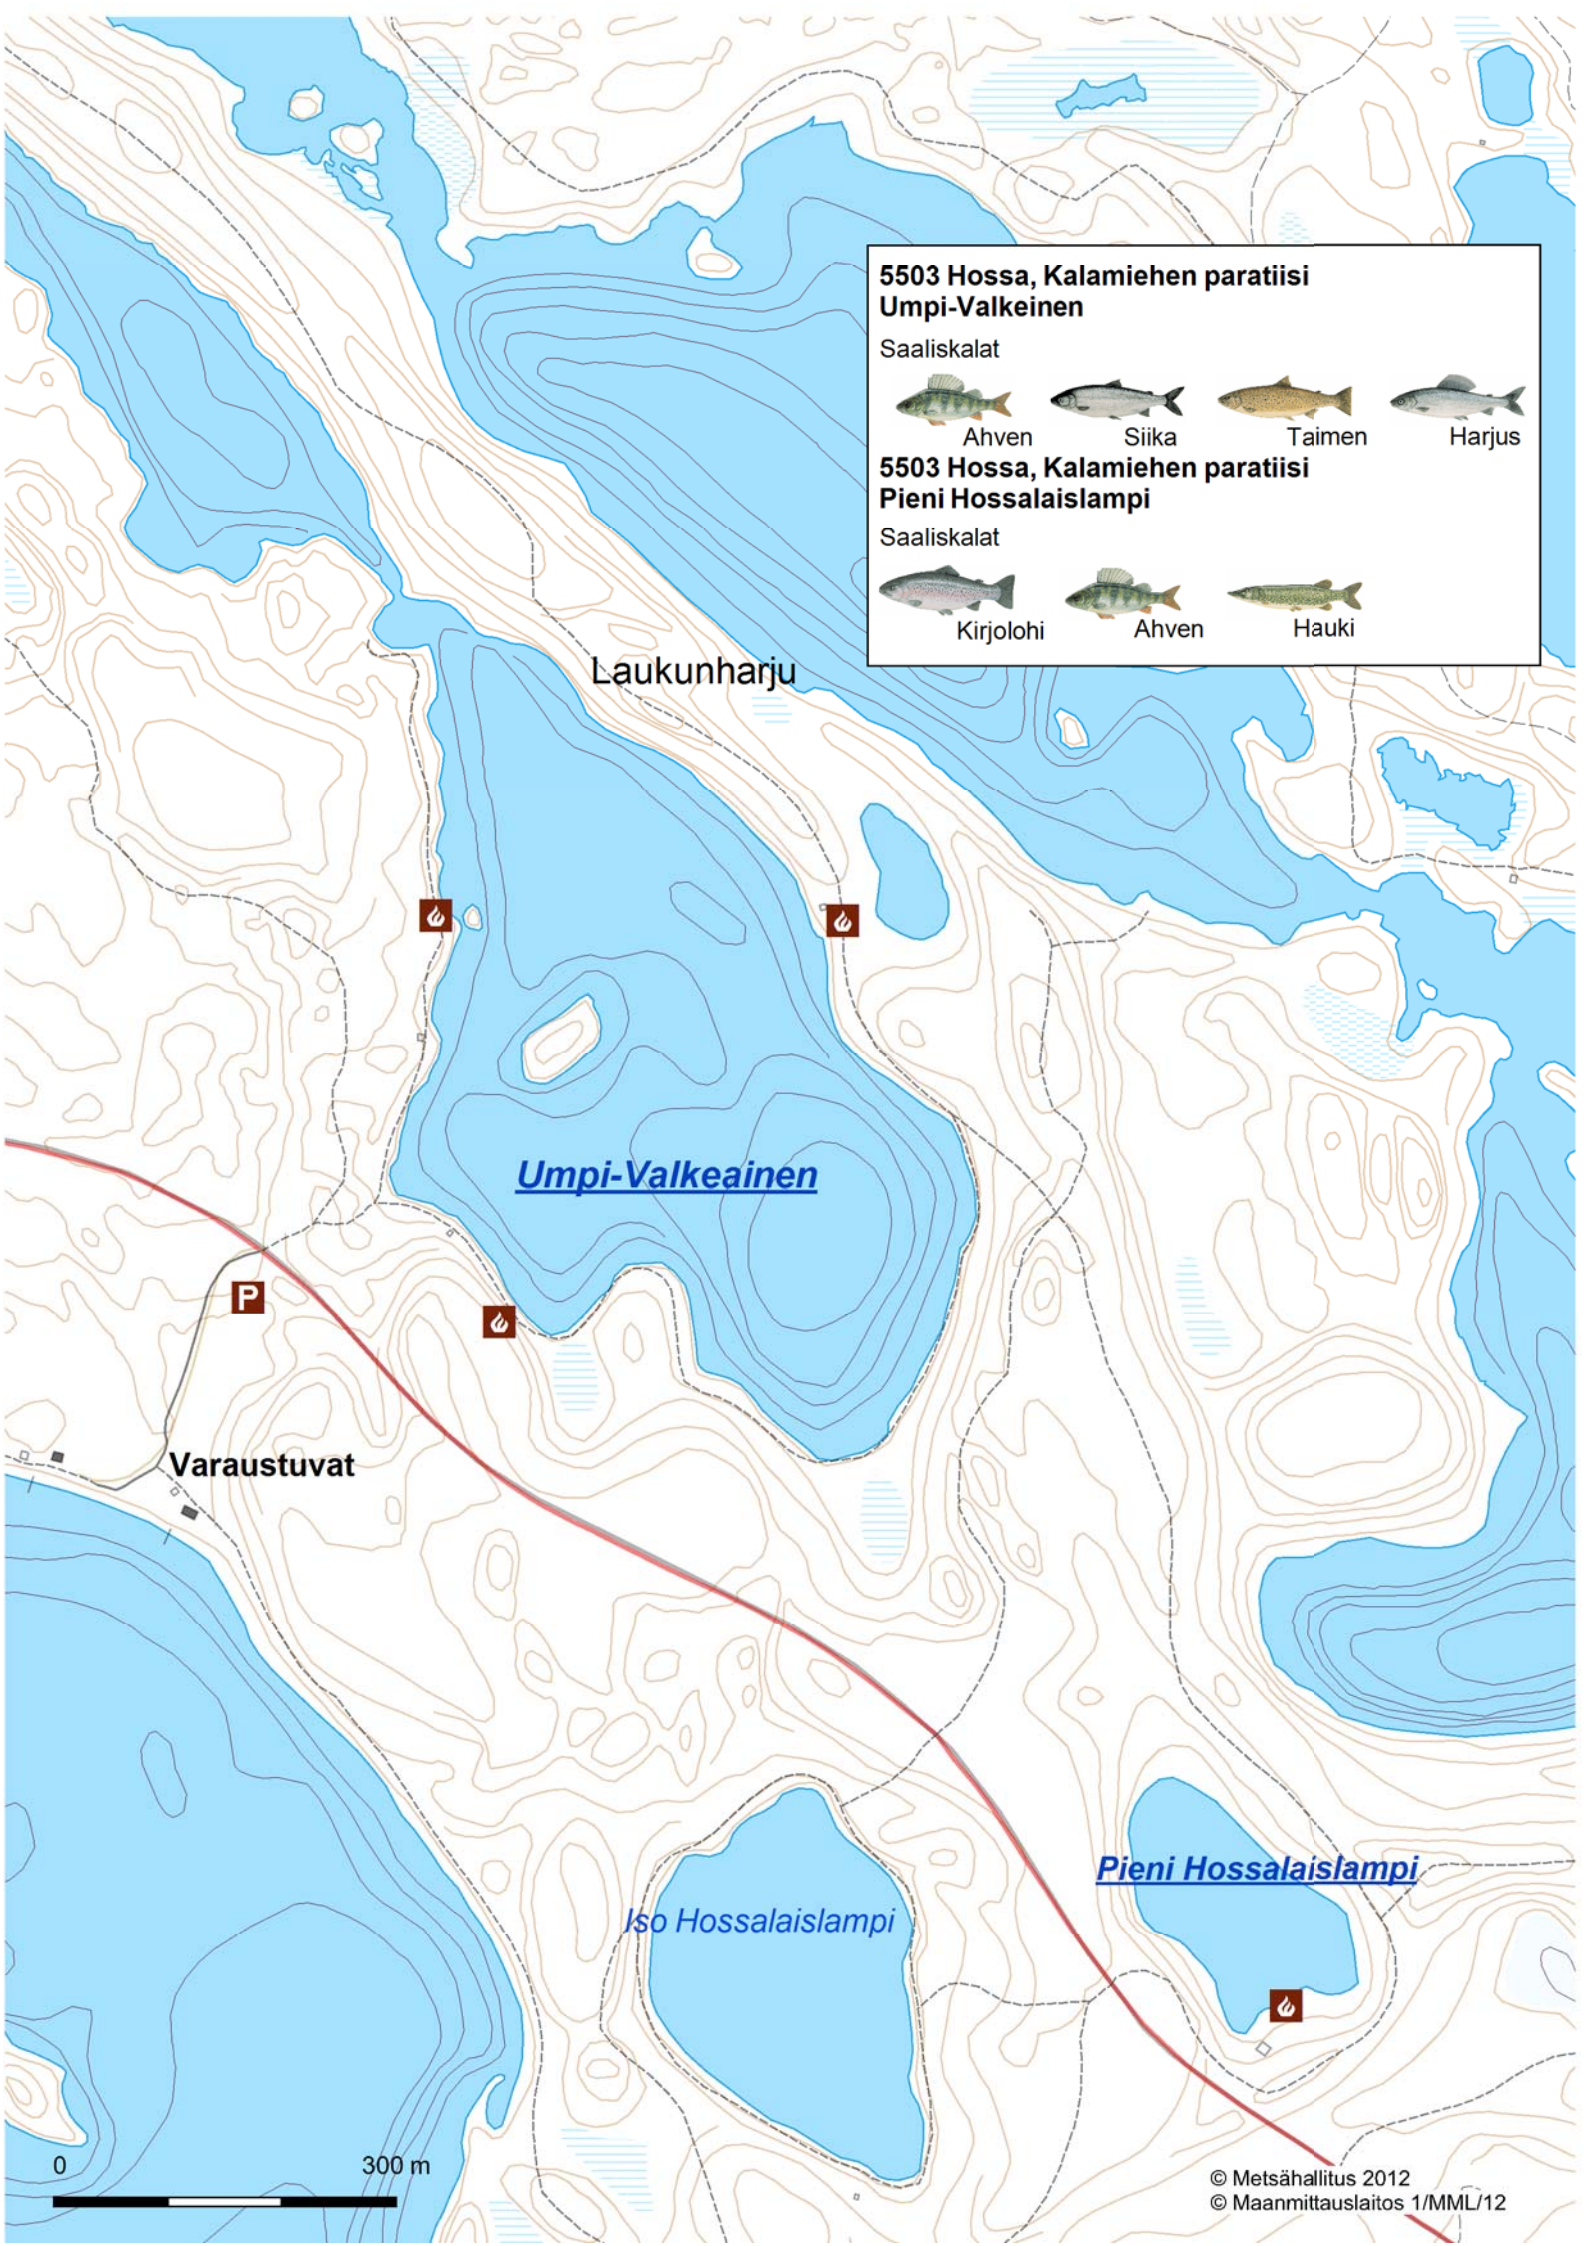 5503 Hossa, Kalamiehen paratiisi
Umpi-Valkeinen
Saaliskalat
Ahven Siika Taimen Harjus
5503 Hossa, Kalamiehen paratiisi
Pieni Hossalaislampi
Saaliskalat
Kirjolohi Ahven Hauki
Laukunharju
Umpi-Valkeainen
P
Varaustuvat
Pieni Hossalaislampi
Iso Hossalaislampi
0 300 m
© Metsähallitus 2012
© Maanmittauslaitos 1/MML/12